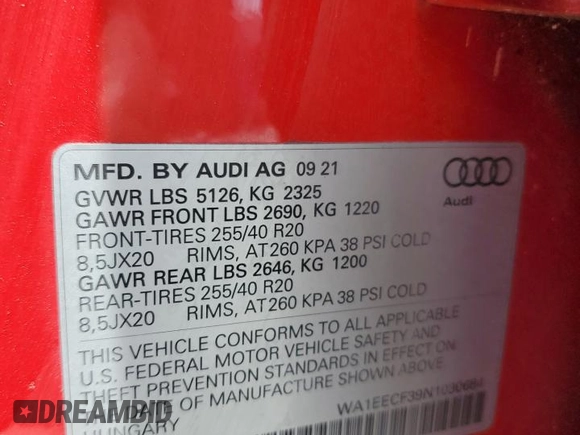 MFD. BY AUDI AG 09 21
GVWR LBS 5126, KG 2325
GAWR FRONT LBS 2690, KG 1220
FRONT-TIRES 255/40 R20
8,5JX20 RIMS, AT260 KPA 38 PSI COLD
GAWR REAR LBS 2646, KG 1200
REAR-TIRES 255/40 R20
8,5JX20 RIMS, AT260 KPA 38 PSI COLD
Audi
THIS VEHICLE CONFORMS TO ALL APPLICABLE
U.S. FEDERAL MOTOR VEHICLE SAFETY AND
THEFT PREVENTION STANDARDS IN EFFECT ON
OF MANUFACTURE SHOWN ABOVE.
HUNGARY
DREAMBID